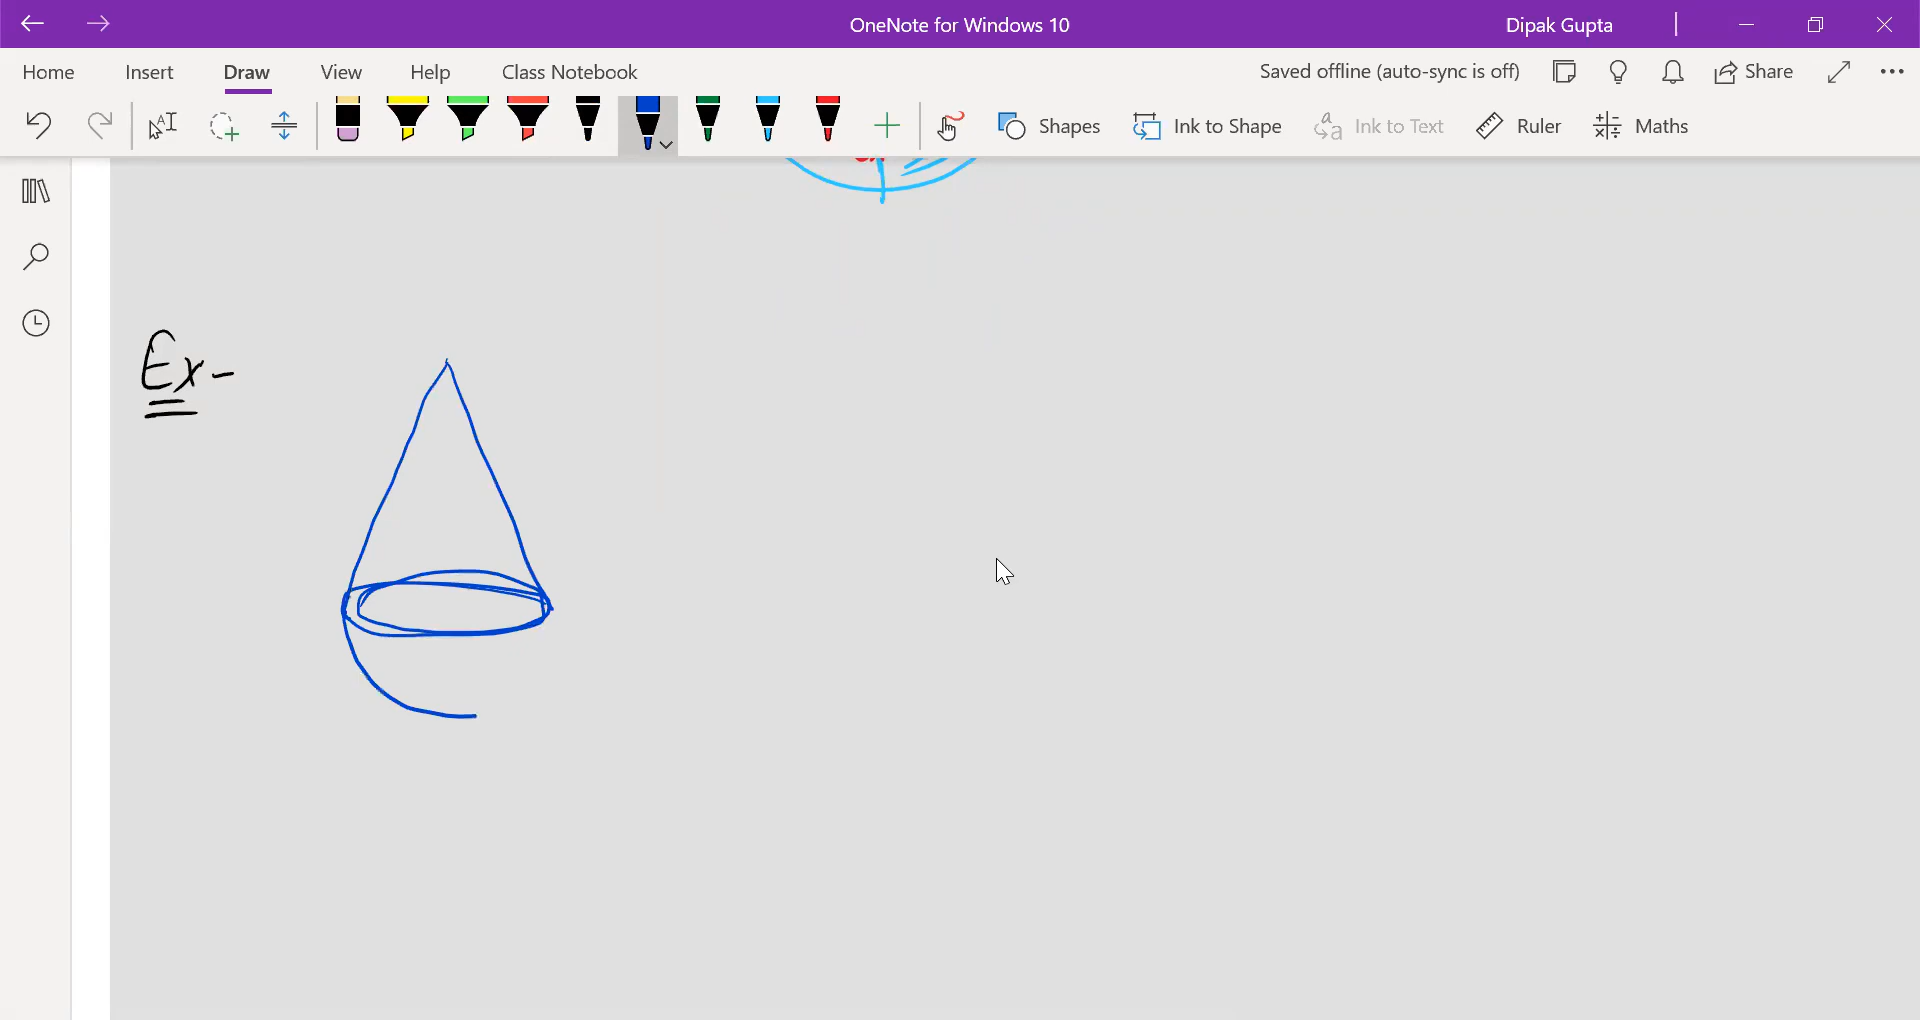 OneNote for Windows 10
Dipak Gupta
Home Insert Draw View Help Class Notebook
Saved offline (auto-sync is off) Share
Shapes Ink to Shape Ink to Text Ruler Maths
Ex-